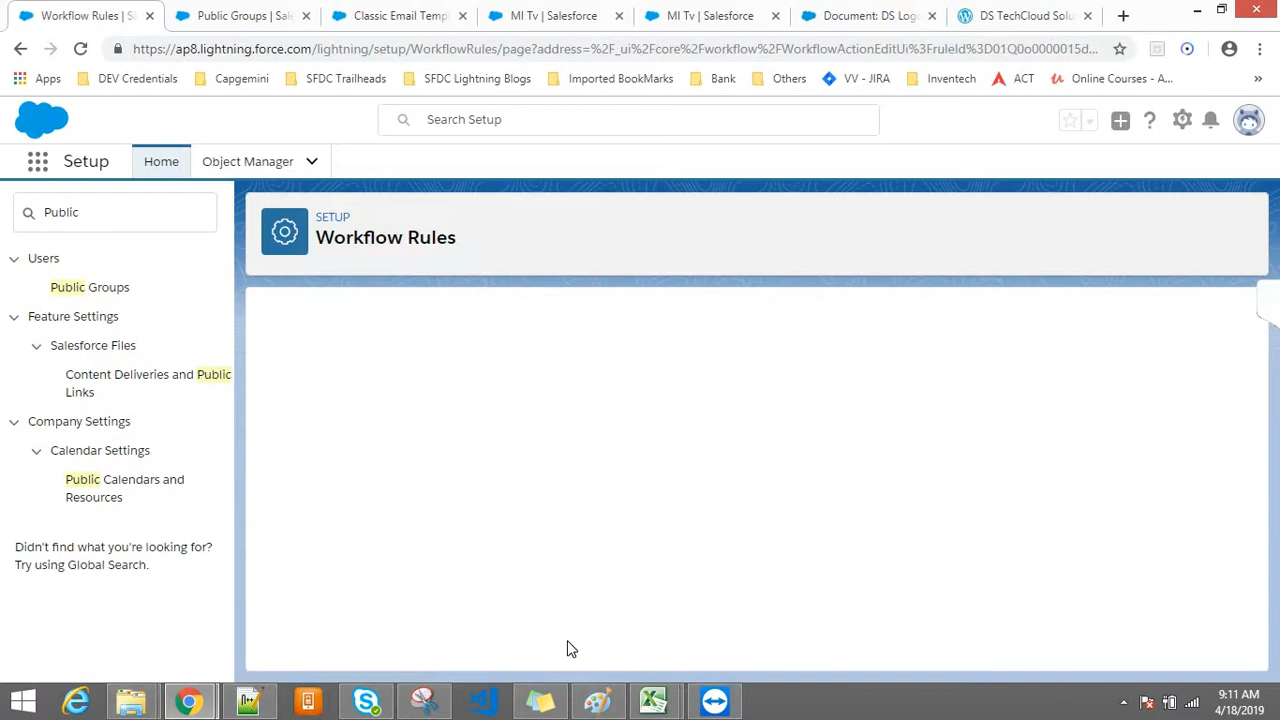 Workflow Rules | S
Public Groups | Sal
Classic Email Templ
MI Tv | Salesforce
MI Tv | Salesforce
Document: DS Log
DS TechCloud Solu
https://ap8.lightning.force.com/lightning/setup/WorkflowRules/page?address=%2F_ui%2Fcore%2Fworkflow%2FWorkflowActionEditUi%3FruleId%3D01Q0o0000015d...
Apps
DEV Credentials
Capgemini
SFDC Trailheads
SFDC Lightning Blogs
Imported BookMarks
Bank
Others
VV - JIRA
Inventech
ACT
Online Courses - A...
»
Search Setup
Setup
Home
Object Manager
Public
SETUP
Workflow Rules
Users
Public Groups
Feature Settings
Salesforce Files
Content Deliveries and Public
Links
Company Settings
Calendar Settings
Public Calendars and
Resources
Didn't find what you're looking for?
Try using Global Search.
9:11 AM
4/18/2019